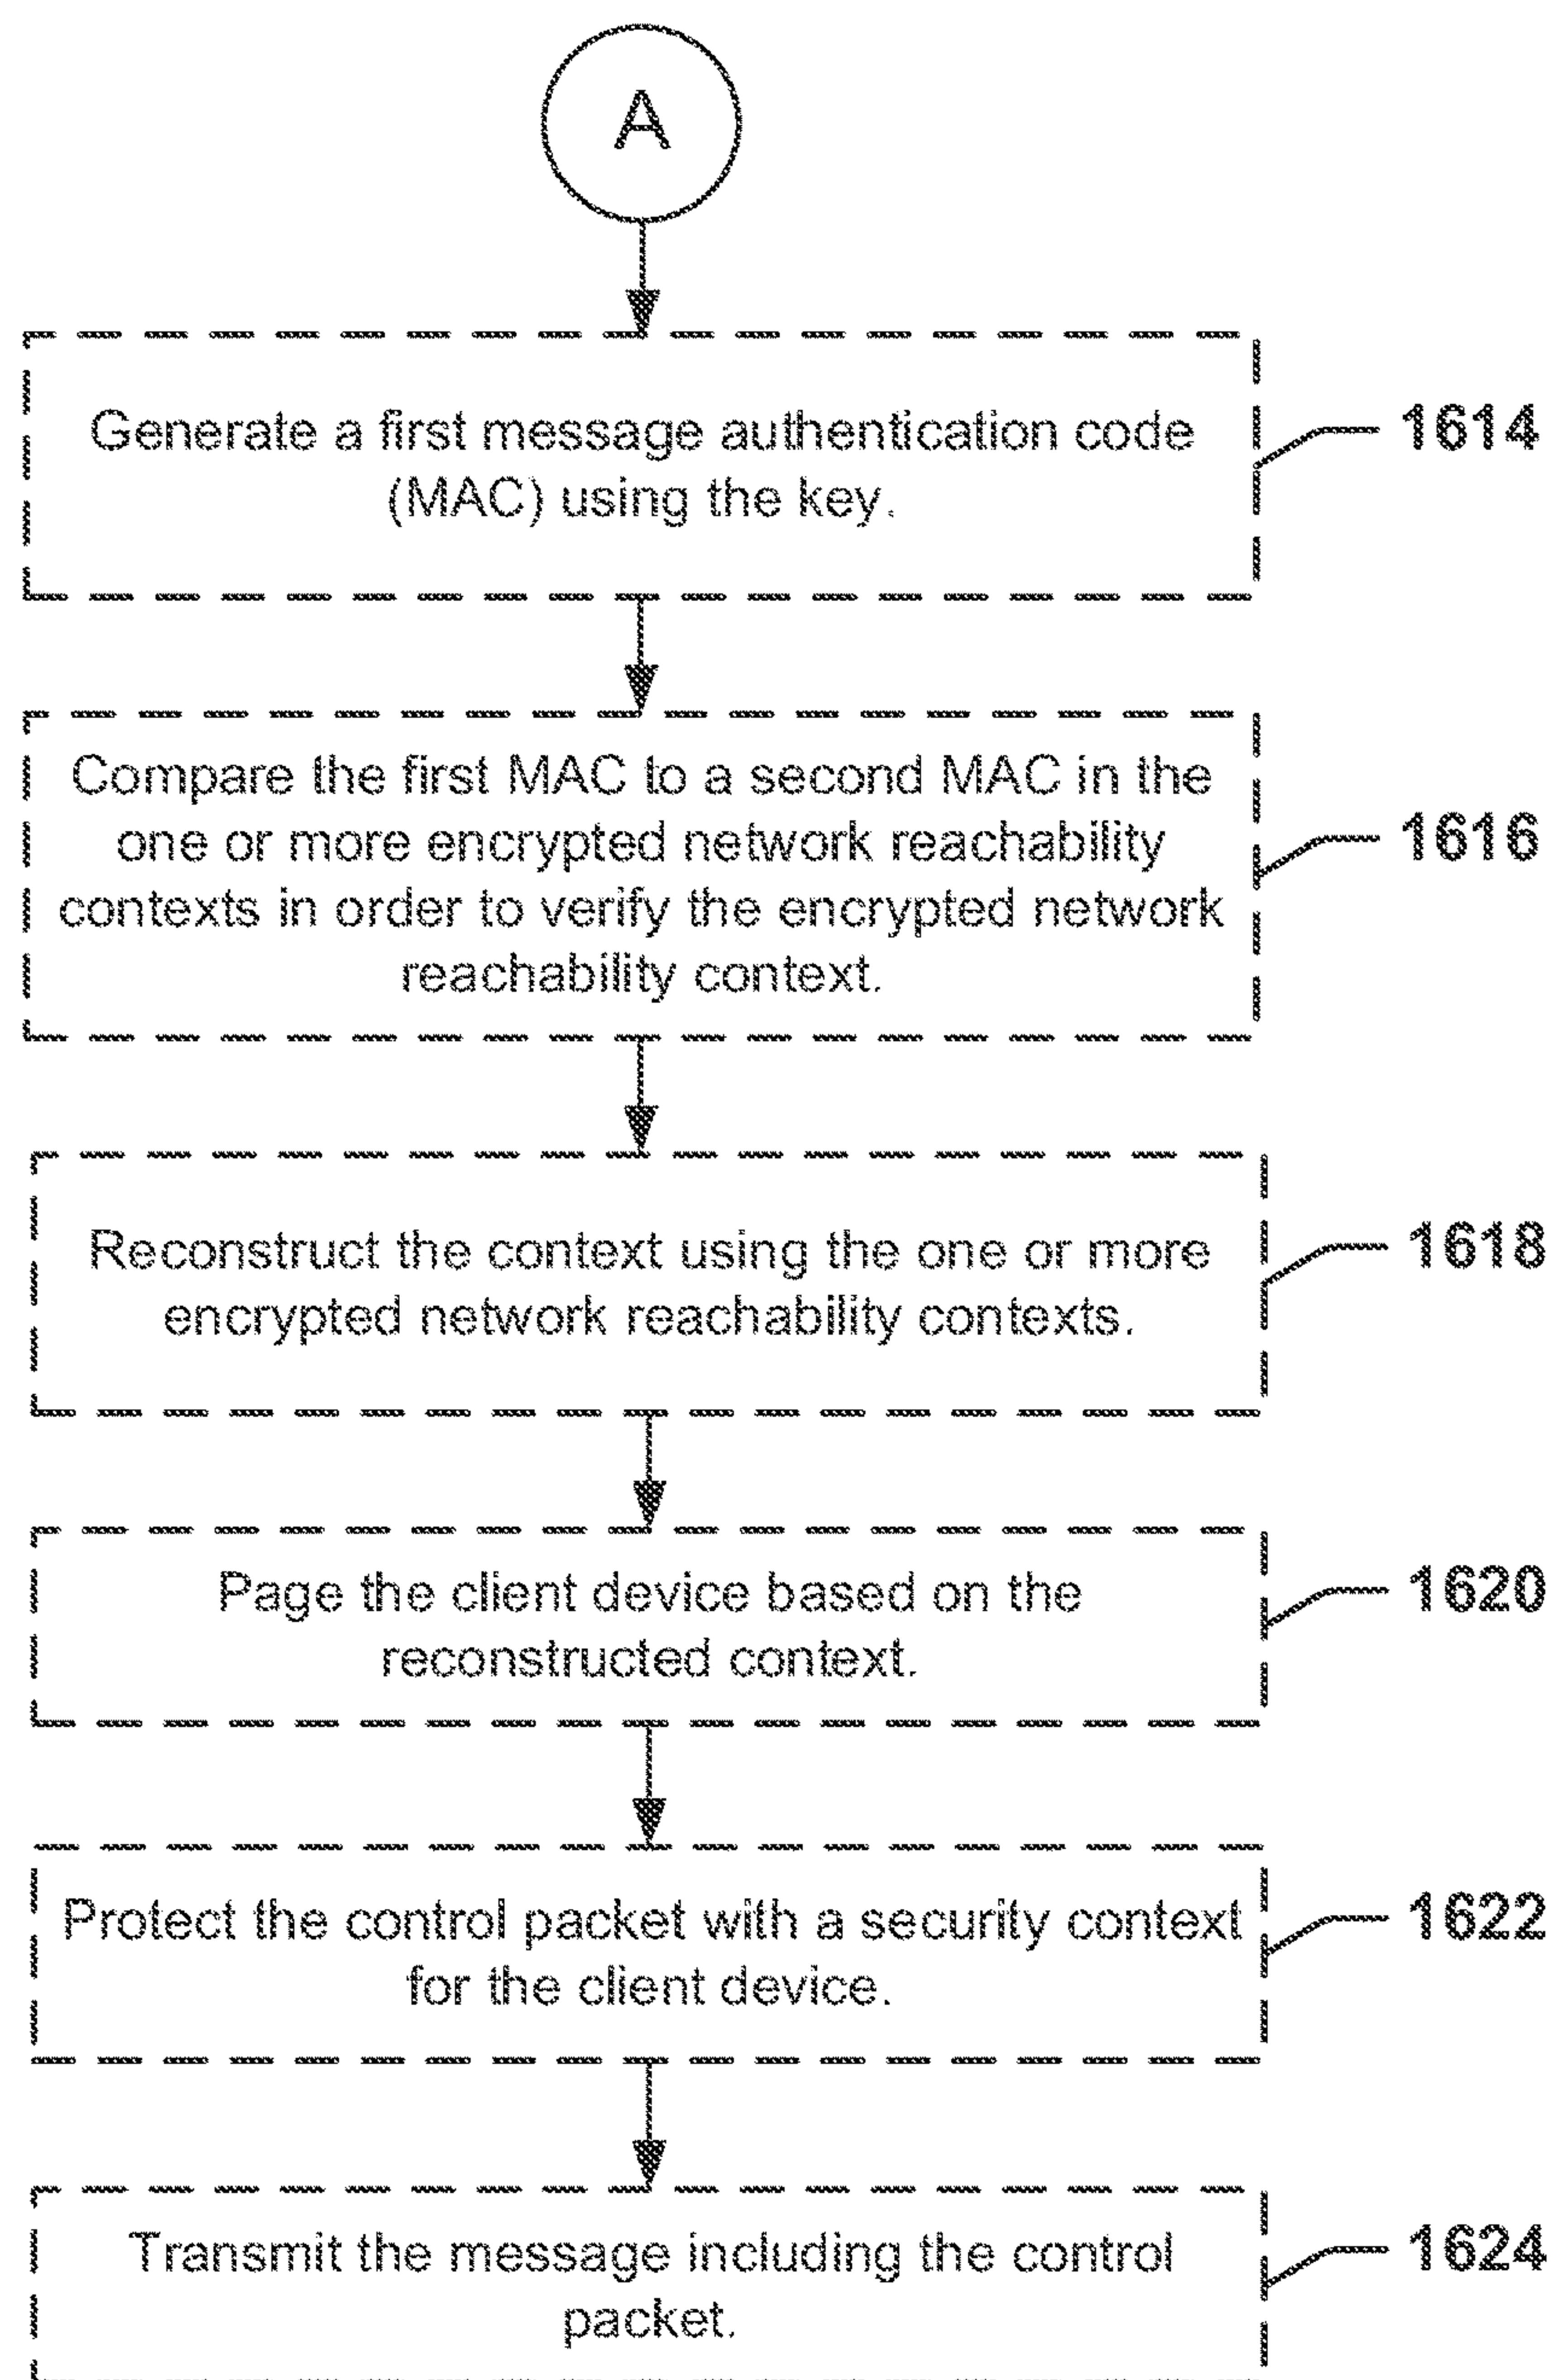 A
Generate a first message authentication code
(MAC) using the key.
1614
Compare the first MAC to a second MAC in the
one or more encrypted network reachability
contexts in order to verify the encrypted network
reachability context.
1616
Reconstruct the context using the one or more
encrypted network reachability contexts.
1618
Page the client device based on the
reconstructed context.
1620
Protect the control packet with a security context
for the client device.
1622
Transmit the message including the control
packet.
1624